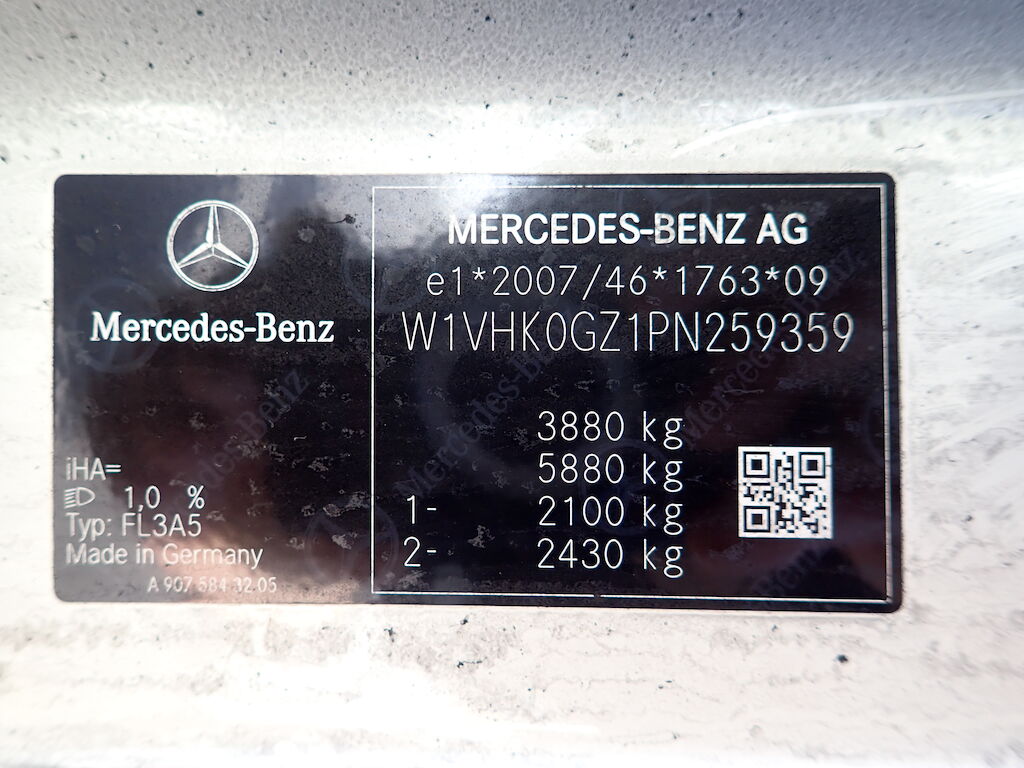 Mercedes-Benz
iHA=
1,0 %
Typ: FL3A5
Made in Germany
A 907 584 32 05
MERCEDES-BENZ AG
e1*2007/46*1763*09
W1VHK0GZ1PN259359
3880 kg
5880 kg
1- 2100 kg
2- 2430 kg